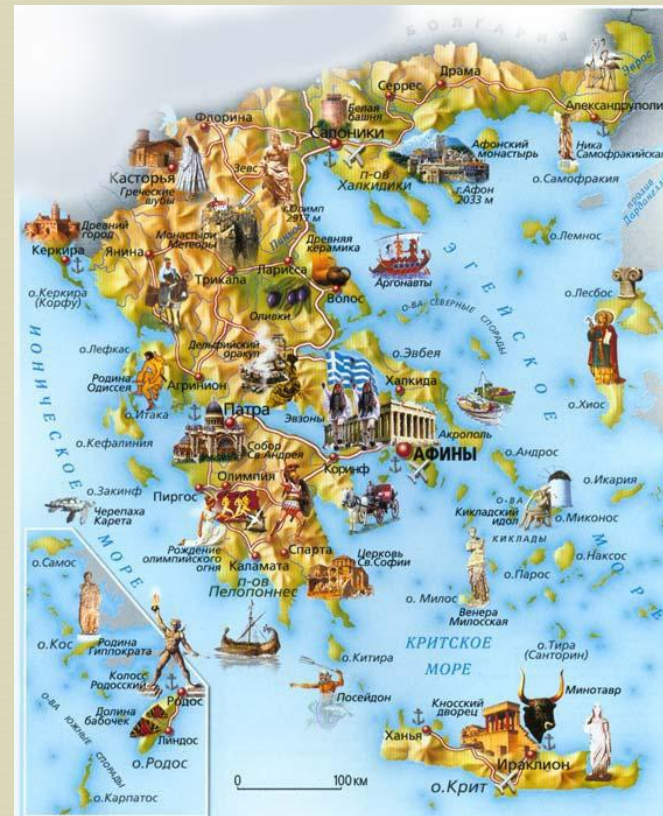 БОЛГАРИЯ
Эврос
Драма
Серрес
Александруполи
Белая
башня
Флорина
Салоники
Афонский
монастырь
Ника
Самофракийская
п-ов
Халкидики
г.Афон
2033 м
о.Самофракия
Зевс
Касторья
Греческие
шубы
г.Олимп
2917 м
пролив
Дарданеллы
Древний
город
Керкира
Янина
Монастыри
Метеоры
Древняя
керамика
о.Лемнос
Трикала
Ларисса
Аргонавты
о.Керкира
(Корфу)
Волос
о.Лесбос
Оливки
О-ВА СЕВЕРНЫЕ СПОРАДЫ
ЭГЕЙСКОЕ
МОРЕ
Дельфийский
оракул
о.Лефкас
о.Эвбея
Родина
Одиссея
Агринион
Халкида
о.Итака
Патра
Эвзоны
о.Хиос
Акрополь
АФИНЫ
о.Кефалиния
Собор
Св.Андрея
Коринф
о.Андрос
Олимпия
о.Закинф
Пиргос
о.Икария
Черепаха
Карета
О-ВА
КИКЛАДЫ
Кикладский
идол
о.Миконос
Рождение
олимпийского
огня
Спарта
Церковь
Св.Софии
Каламата
о.Наксос
п-ов
Пелопоннес
о.Парос
о. Милос
Венера
Милосская
ИОНИЧЕСКОЕ
МОРЕ
о.Самос
о.Кос
Родина
Гиппократа
о.Китира
КРИТСКОЕ
МОРЕ
о.Тира
(Санторин)
Колосс
Родосский
Посейдон
Минотавр
Родос
Кносский
дворец
Долина
бабочек
Линдос
Ханья
Ираклион
о.Родос
О-ВА ЮЖНЫЕ СПОРАДЫ
о.Крит
о.Карпатос
0
100 км